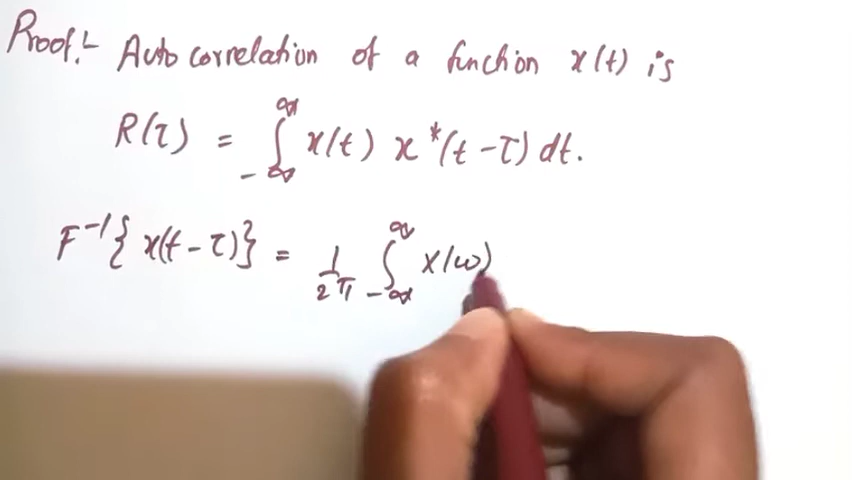 Proof:- Auto correlation of a function x(t) is
R(τ) = ∫_{-∞}^{∞} x(t) x*(t-τ) dt.
F⁻¹{x(t-τ)} = 1/2π ∫_{-∞}^{∞} X(ω)